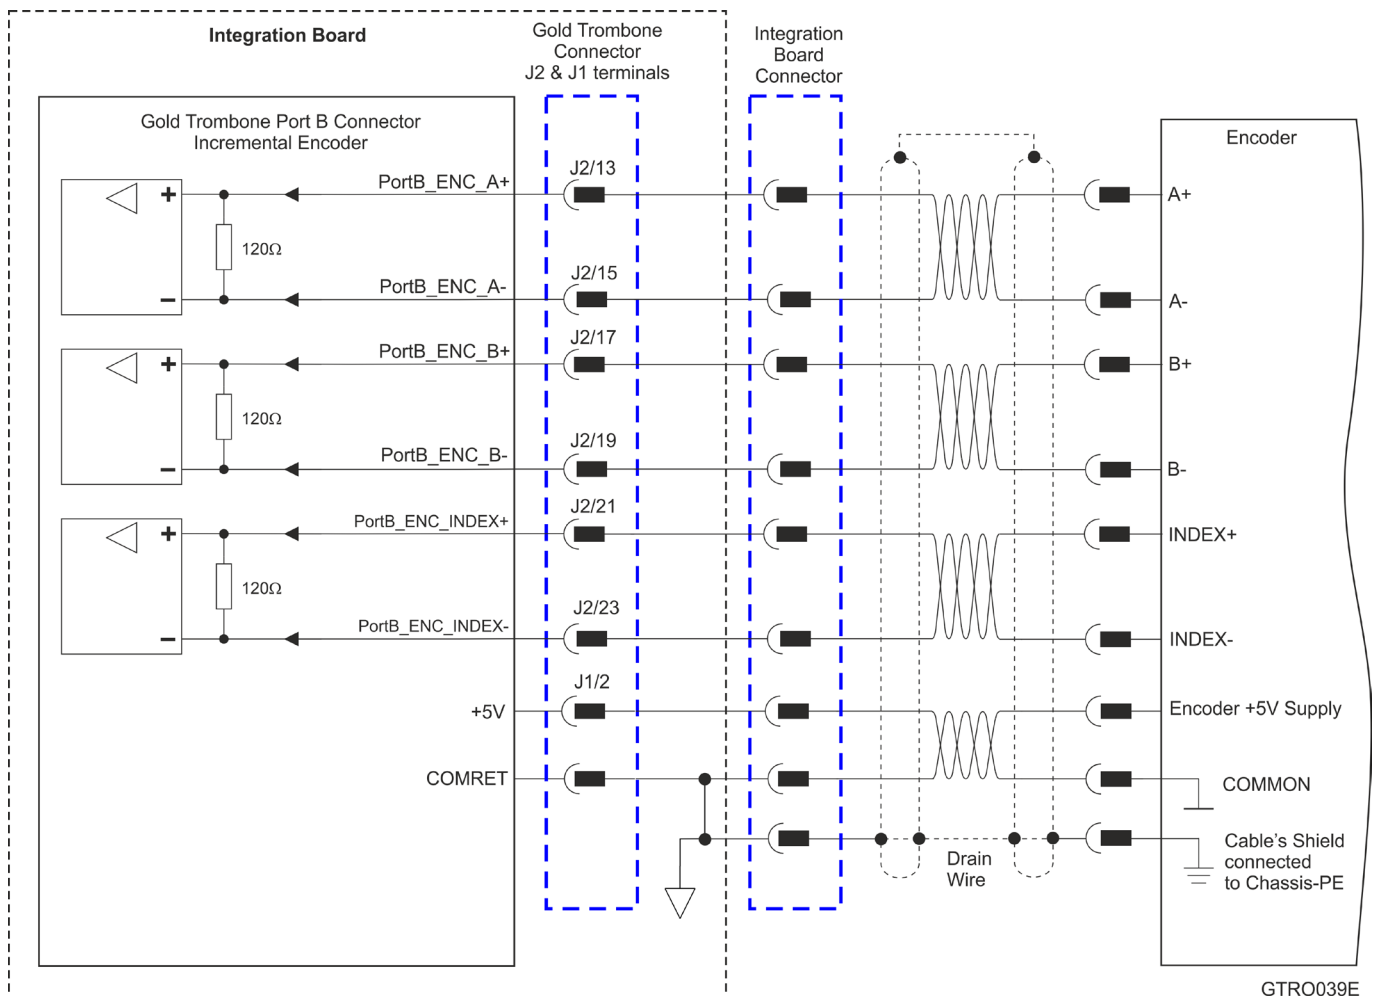 Integration Board
Gold Trombone
Connector
J2 & J1 terminals
Integration
Board
Connector
Gold Trombone Port B Connector
Incremental Encoder
Encoder
PortB_ENC_A+
J2/13
+
A+
120Ω
PortB_ENC_A-
J2/15
−
A-
PortB_ENC_B+
J2/17
+
B+
120Ω
PortB_ENC_B-
J2/19
−
B-
PortB_ENC_INDEX+
J2/21
+
INDEX+
120Ω
PortB_ENC_INDEX-
J2/23
−
INDEX-
+5V
J1/2
Encoder +5V Supply
COMRET
COMMON
Drain
Wire
Cable's Shield
connected
to Chassis-PE
GTRO039E